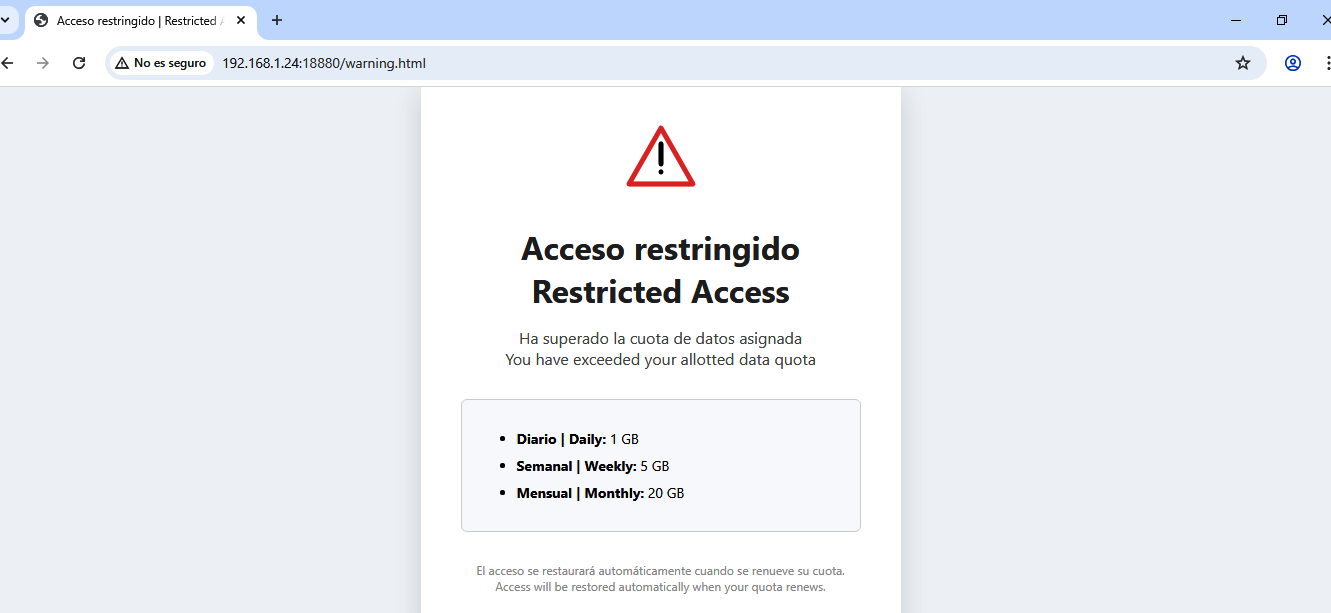 Acceso restringido | Restricted A
No es seguro
192.168.1.24:18880/warning.html
Acceso restringido
Restricted Access
Ha superado la cuota de datos asignada
You have exceeded your allotted data quota
Diario | Daily: 1 GB
Semanal | Weekly: 5 GB
Mensual | Monthly: 20 GB
El acceso se restaurará automáticamente cuando se renueve su cuota.
Access will be restored automatically when your quota renews.